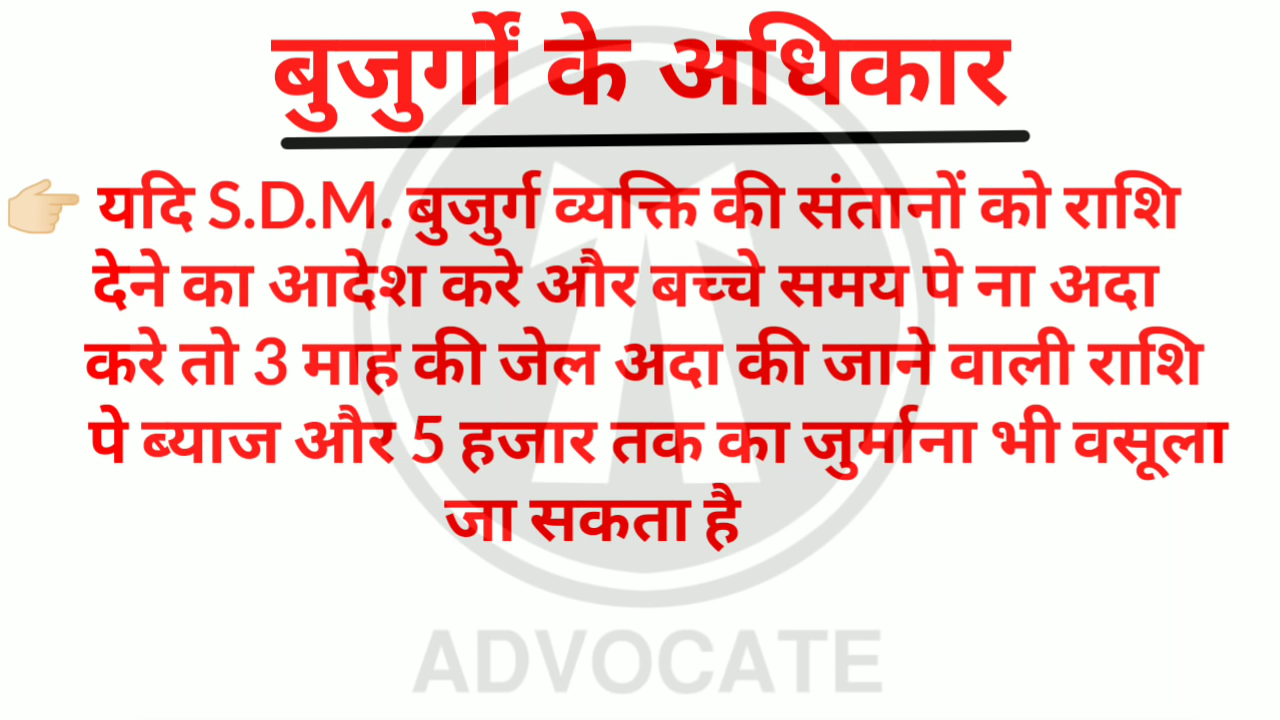 बुजुर्गों के अधिकार
👉🏼 यदि S.D.M. बुजुर्ग व्यक्ति की संतानों को राशि
देने का आदेश करे और बच्चे समय पे ना अदा
करे तो 3 माह की जेल अदा की जाने वाली राशि
पे ब्याज और 5 हजार तक का जुर्माना भी वसूला
जा सकता है
ADVOCATE